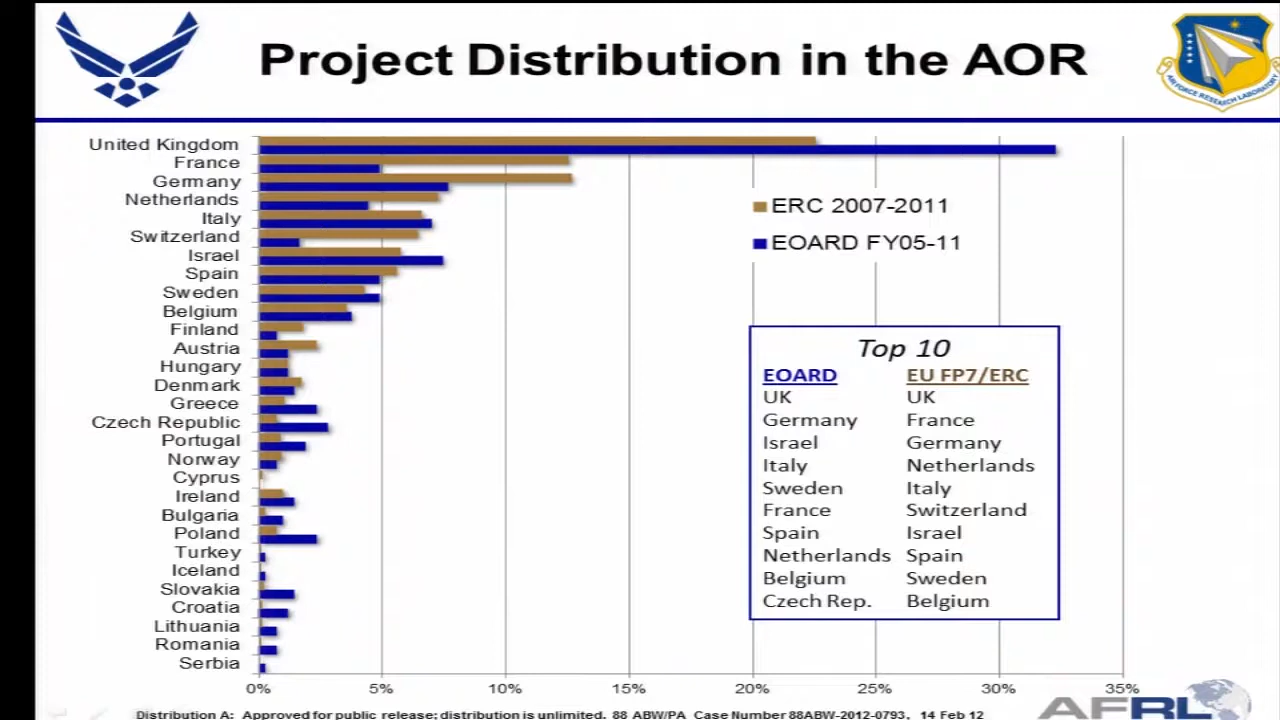 Project Distribution in the AOR
AIR FORCE RESEARCH LABORATORY
United Kingdom
France
Germany
Netherlands
Italy
Switzerland
Israel
Spain
Sweden
Belgium
Finland
Austria
Hungary
Denmark
Greece
Czech Republic
Portugal
Norway
Cyprus
Ireland
Bulgaria
Poland
Turkey
Iceland
Slovakia
Croatia
Lithuania
Romania
Serbia
ERC 2007-2011
EOARD FY05-11
Top 10
EOARD EU FP7/ERC
UK UK
Germany France
Israel Germany
Italy Netherlands
Sweden Italy
France Switzerland
Spain Israel
Netherlands Spain
Belgium Sweden
Czech Rep. Belgium
0% 5% 10% 15% 20% 25% 30% 35%
AFRL
Distribution A: Approved for public release; distribution is unlimited. 88 ABW/PA Case Number 88ABW-2012-0793, 14 Feb 12